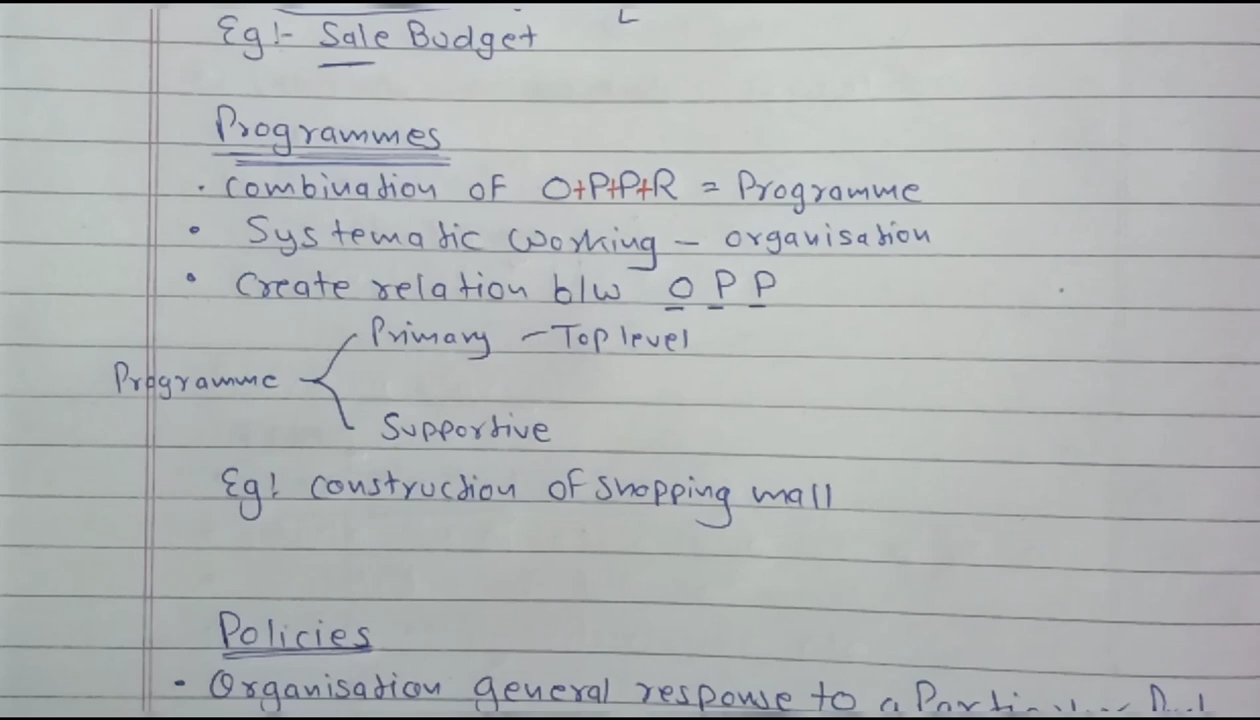 Eg:- Sale Budget
Programmes
• Combination of O+P+P+R = Programme
• Systematic working - organisation
• Create relation b/w O P P
Primary - Top level
Programme
Supportive
Eg: construction of shopping mall
Policies
• Organisation general response to a